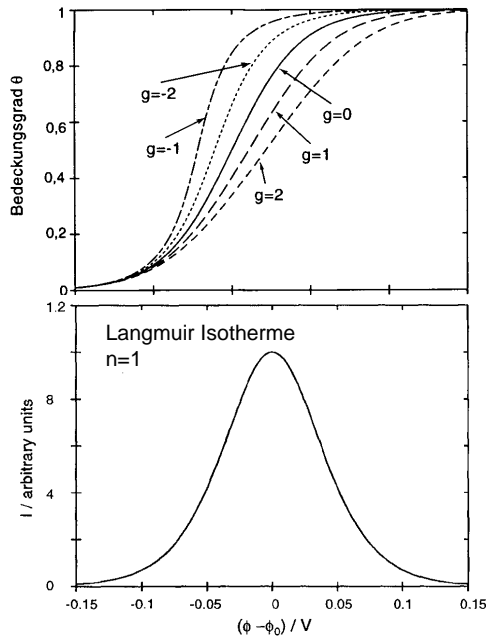 1
0,8
0,6
0,4
0,2
0
Bedeckungsgrad θ
g=-2
g=-1
g=0
g=1
g=2
1.2
8
4
0
I / arbitrary units
Langmuir Isotherme
n=1
-0.15
-0.1
-0.05
0
0.05
0.1
0.15
(ϕ -ϕ₀) / V